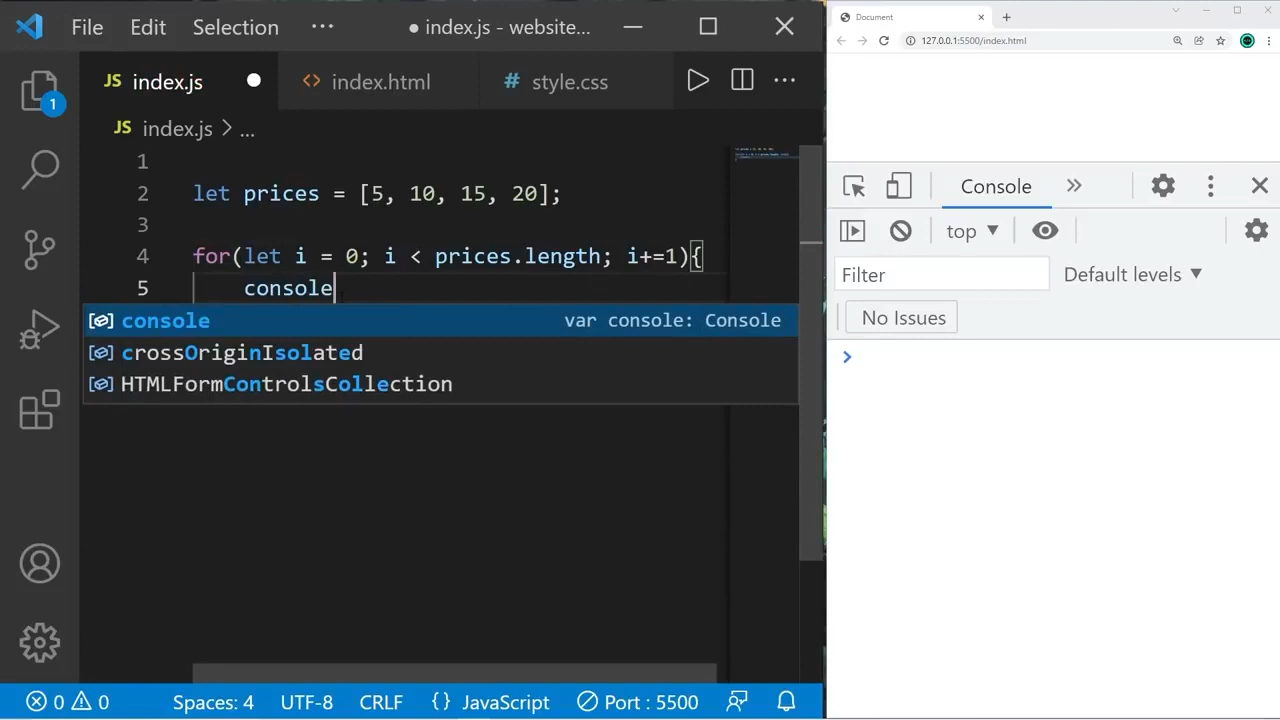 File Edit Selection ··· ● index.js - website...
JS index.js ● <> index.html # style.css ···
JS index.js > ...
1
2 let prices = [5, 10, 15, 20];
3
4 for(let i = 0; i < prices.length; i+=1){
5 console
console var console: Console
crossOriginIsolated
HTMLFormControlsCollection
1
0 0 Spaces: 4 UTF-8 CRLF {} JavaScript Port : 5500
Document
127.0.0.1:5500/index.html
Console
top
Filter Default levels
No Issues